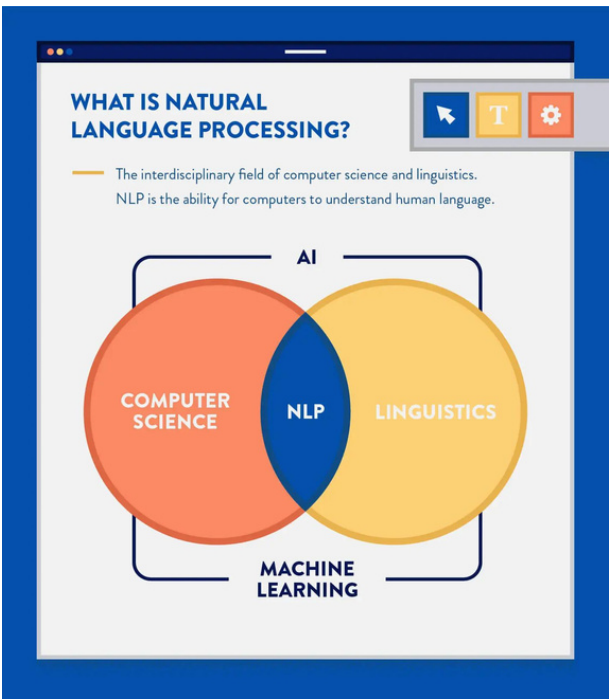 WHAT IS NATURAL
LANGUAGE PROCESSING?
T
The interdisciplinary field of computer science and linguistics.
NLP is the ability for computers to understand human language.
AI
COMPUTER
SCIENCE
NLP
LINGUISTICS
MACHINE
LEARNING